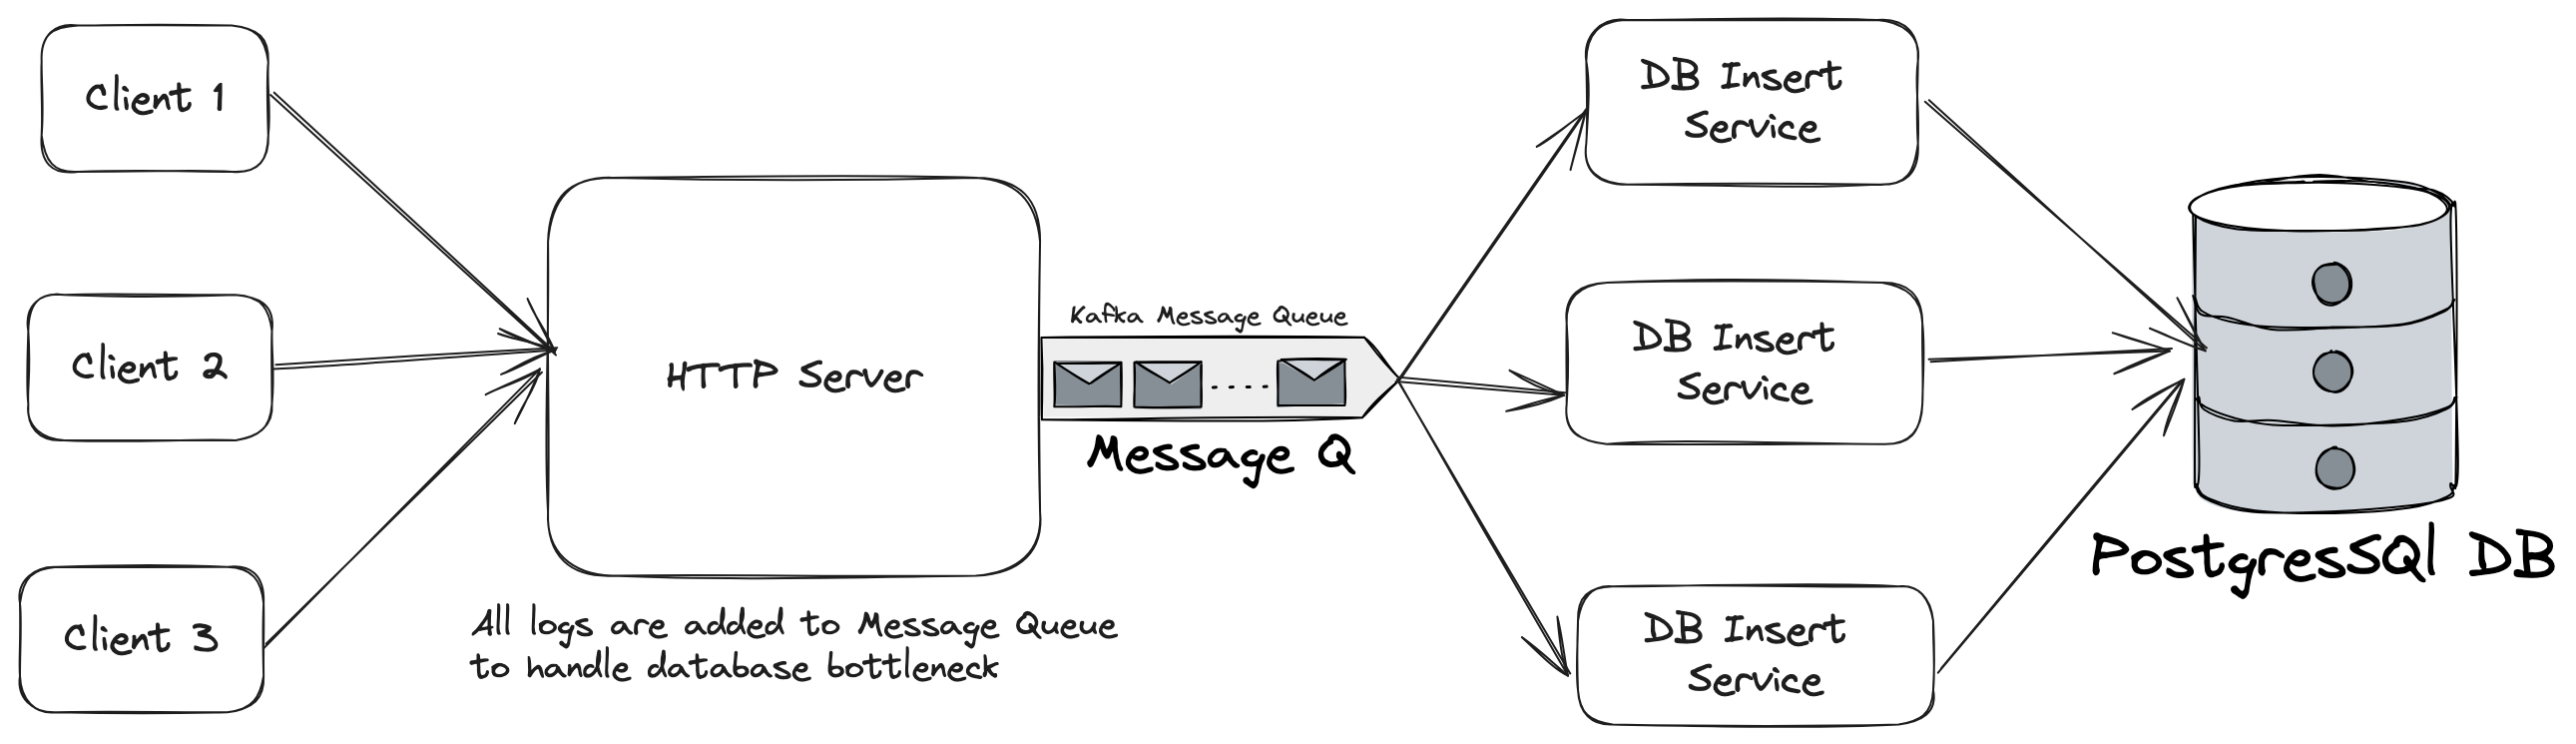 Client 1
Client 2
Client 3
HTTP Server
All logs are added to Message Queue
to handle database bottleneck
Kafka Message Queue
Message Q
DB Insert
Service
DB Insert
Service
DB Insert
Service
PostgresSQl DB